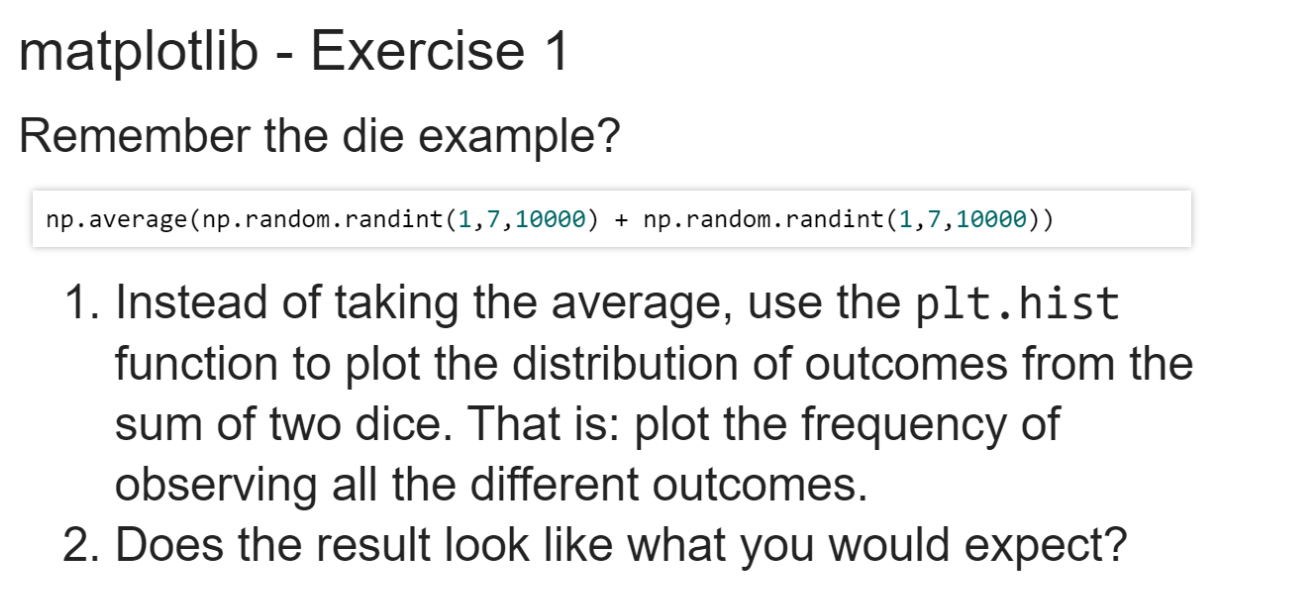 matplotlib - Exercise 1
Remember the die example?
np.average(np.random.randint(1,7,10000) + np.random.randint(1,7,10000))
1. Instead of taking the average, use the plt.hist
function to plot the distribution of outcomes from the
sum of two dice. That is: plot the frequency of
observing all the different outcomes.
2. Does the result look like what you would expect?